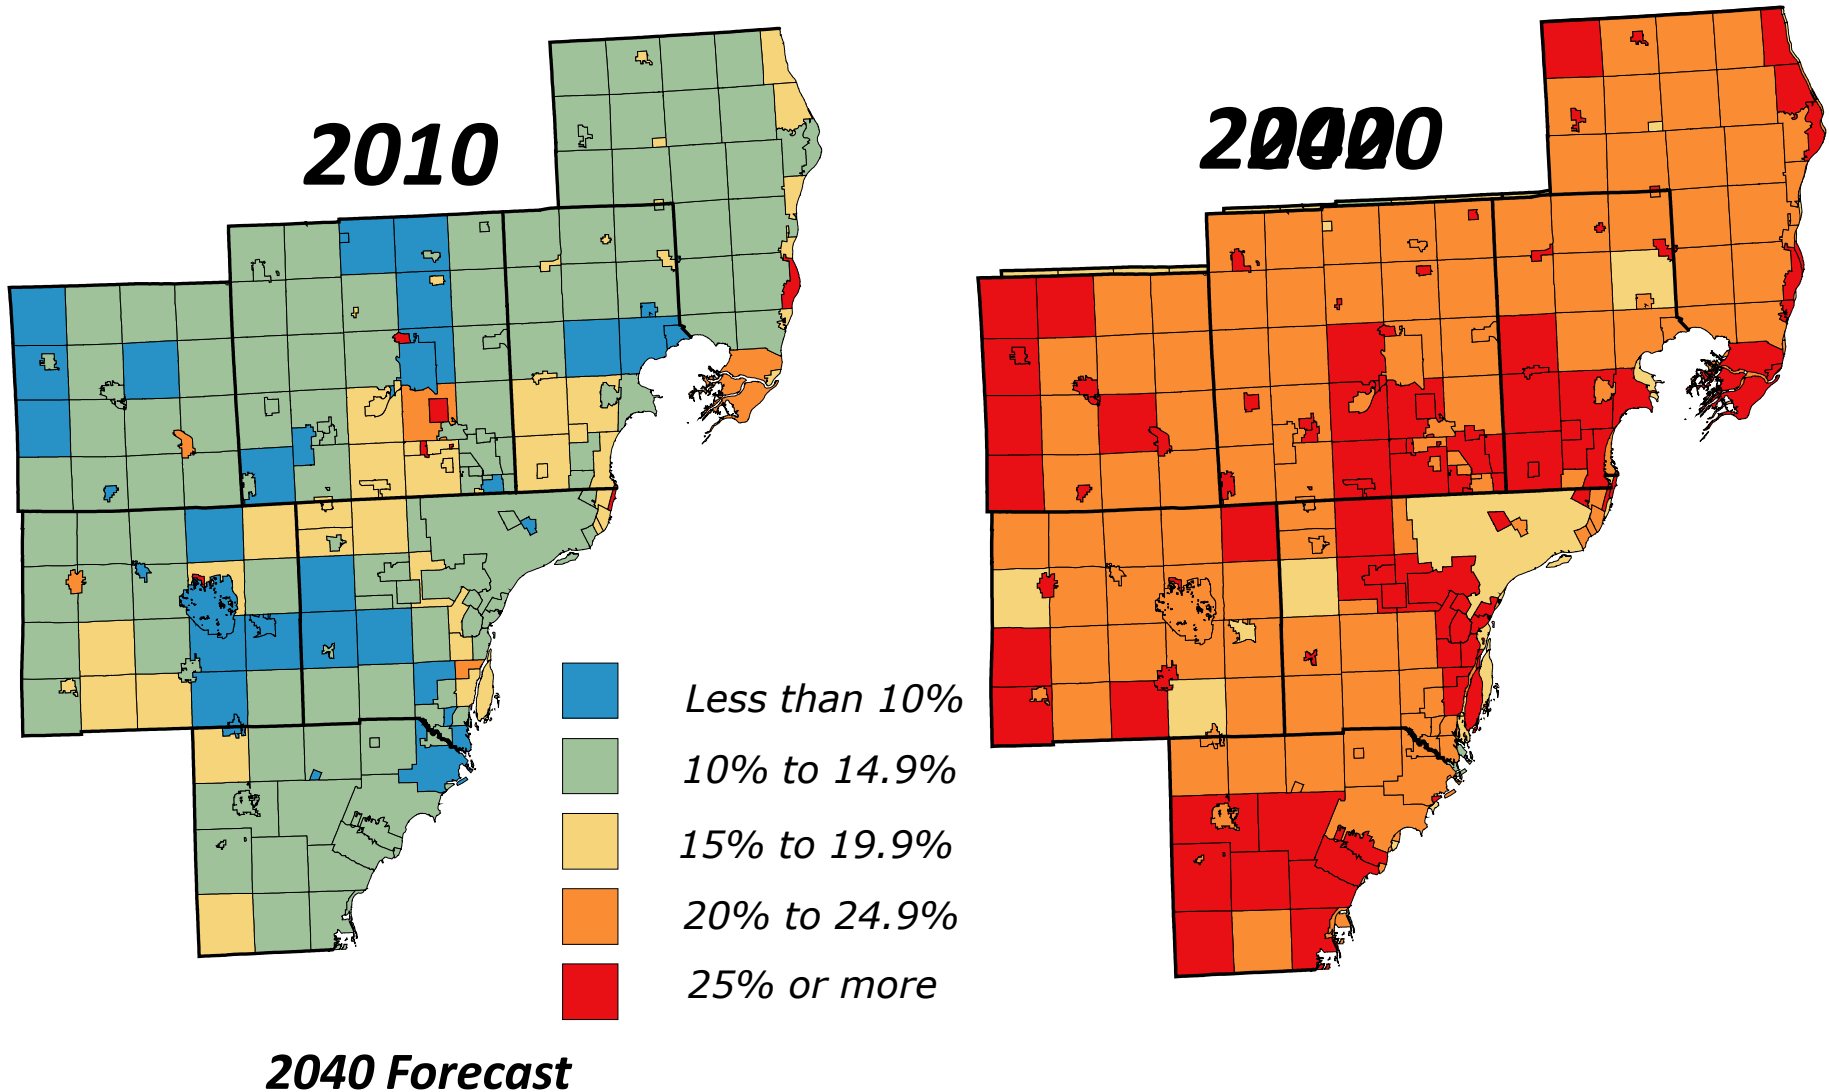 2010
Less than 10%
10% to 14.9%
15% to 19.9%
20% to 24.9%
25% or more
2040 Forecast